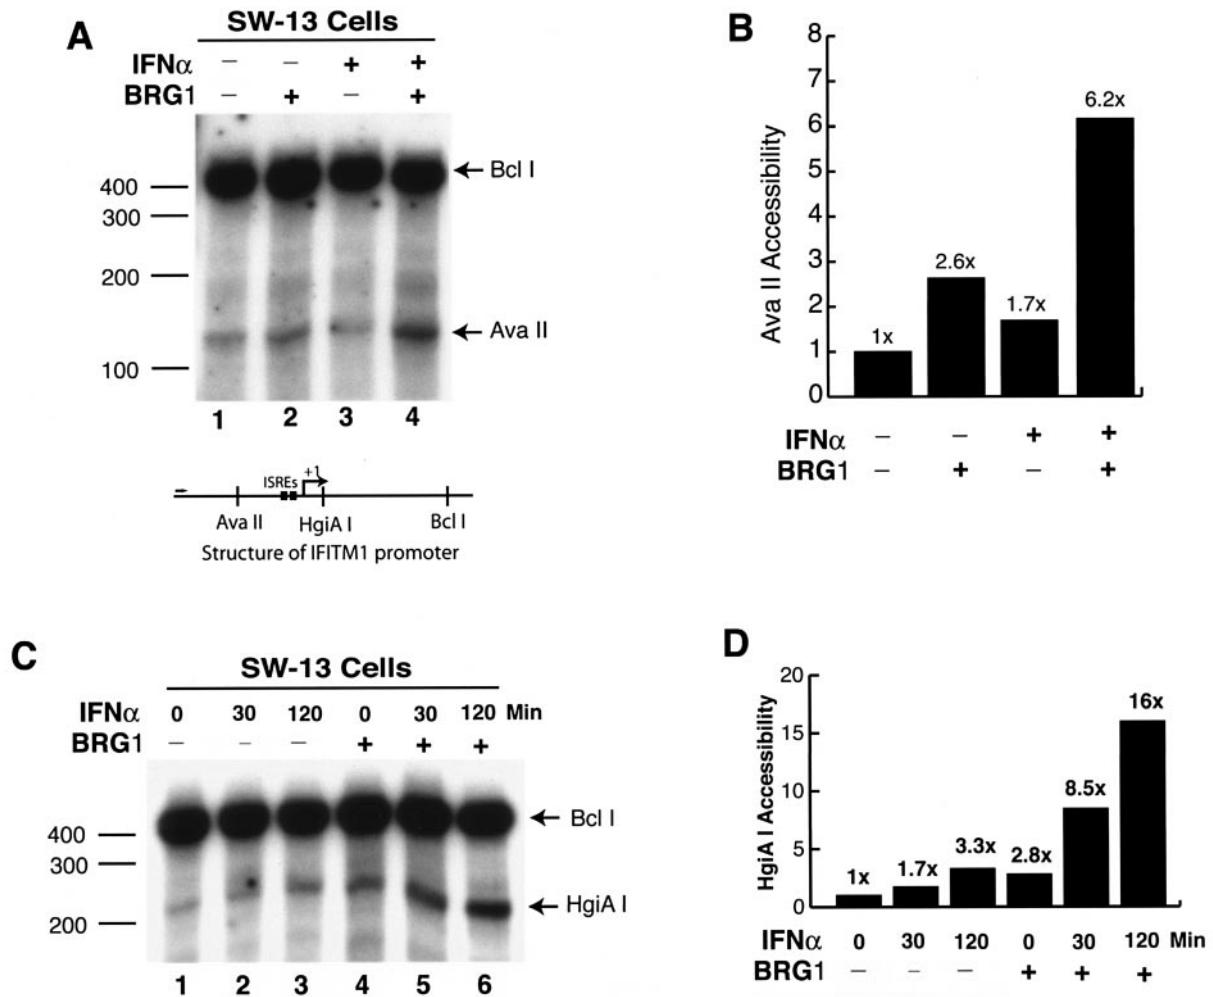 A
SW-13 Cells
IFNα – – + +
BRG1 – + – +
Bcl I
400
300
200
Ava II
100
1 2 3 4
ISREs +1
Ava II HgiA I Bcl I
Structure of IFITM1 promoter
B
Ava II Accessibility
8
7
6
5
4
3
2
1
0
1x 2.6x 1.7x 6.2x
IFNα – – + +
BRG1 – + – +
C
SW-13 Cells
IFNα 0 30 120 0 30 120 Min
BRG1 – – – + + +
Bcl I
400
300
HgiA I
200
1 2 3 4 5 6
D
HgiA I Accessibility
20
15
10
5
0
1x 1.7x 3.3x 2.8x 8.5x 16x
IFNα 0 30 120 0 30 120 Min
BRG1 – – – + + +